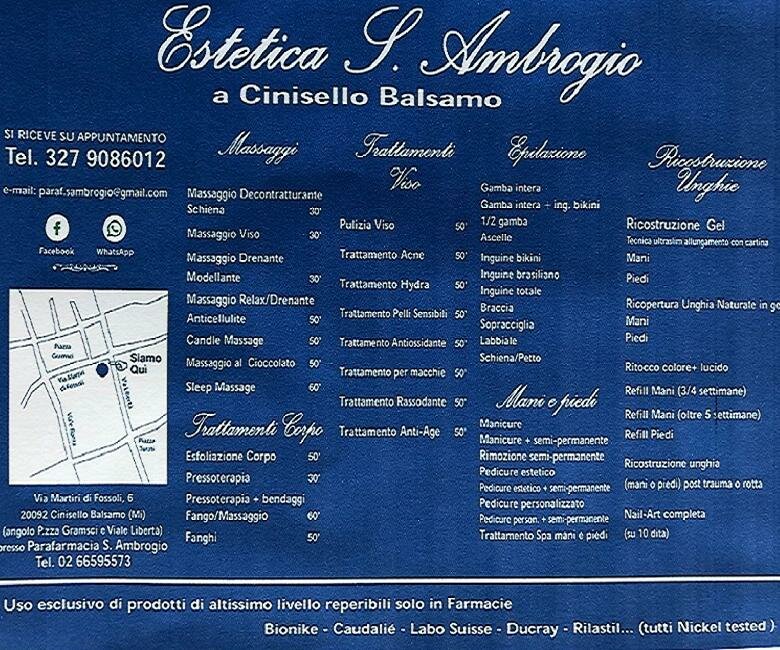 Estetica S. Ambrogio
a Cinisello Balsamo
SI RICEVE SU APPUNTAMENTO
Tel. 327 9086012
e-mail: paraf.sambrogio@gmail.com
Facebook
WhatsApp
Piazza
Gramsci
Siamo
Qui
Via Martiri
di Fossoli
Piazza
Via Martiri di Fossoli, 6
20092 Cinisello Balsamo (Mi)
(angolo P.zza Gramsci e Viale Liberta)
presso Parafarmacia S. Ambrogio
Tel. 02 66595573
Massaggi
Massaggio Decontratturante
Schiena 30'
Massaggio Viso 30'
Massaggio Drenante
Modellante 30'
Massaggio Relax/Drenante
Anticellulite 50'
Candle Massage 50'
Massaggio al Cioccolato 50'
Sleep Massage 60'
Trattamenti Corpo
Esfoliazione Corpo 50'
Pressoterapia 30'
Pressoterapia + bendaggi
Fango/Massaggio 60'
Fanghi 50'
Trattamenti
Viso
Pulizia Viso 50'
Trattamento Acne 50'
Trattamento Hydra 50'
Trattamento Pelli Sensibili 50'
Trattamento Antiossidante 50'
Trattamento per macchie 50'
Trattamento Rassodante 50'
Trattamento Anti-Age 50'
Epilazione
Gamba intera
Gamba intera + ing. bikini
1/2 gamba
Ascelle
Inguine bikini
Inguine brasiliano
Inguine totale
Braccia
Sopracciglia
Labbiale
Schiena/Petto
Mani e piedi
Manicure
Manicure + semi-permanente
Rimozione semi-permanente
Pedicure estetico
Pedicure estetico + semi-permanente
Pedicure personalizzato
Pedicure person. + semi-permanente
Trattamento Spa mani e piedi
Ricostruzione
Unghie
Ricostruzione Gel
Tecnica ultraslim allungamento con cartina
Mani
Piedi
Ricopertura Unghia Naturale in ge
Mani
Piedi
Ritocco colore+ lucido
Refill Mani (3/4 settimane)
Refill Mani (oltre 5 settimane)
Refill Piedi
Ricostruzione unghia
(mani o piedi) post trauma o rotta
Nail-Art completa
(su 10 dita)
Uso esclusivo di prodotti di altissimo livello reperibili solo in Farmacie
Bionike - Caudalié - Labo Suisse - Ducray - Rilastil... (tutti Nickel tested )